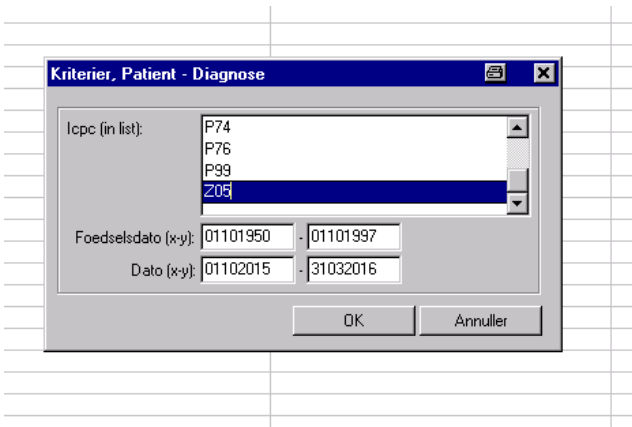 Kriterier, Patient - Diagnose
Icpc (in list): P74
P76
P99
Z05
Foedselsdato (x-y): 01101950 - 01101997
Dato (x-y): 01102015 - 31032016
OK Annuller